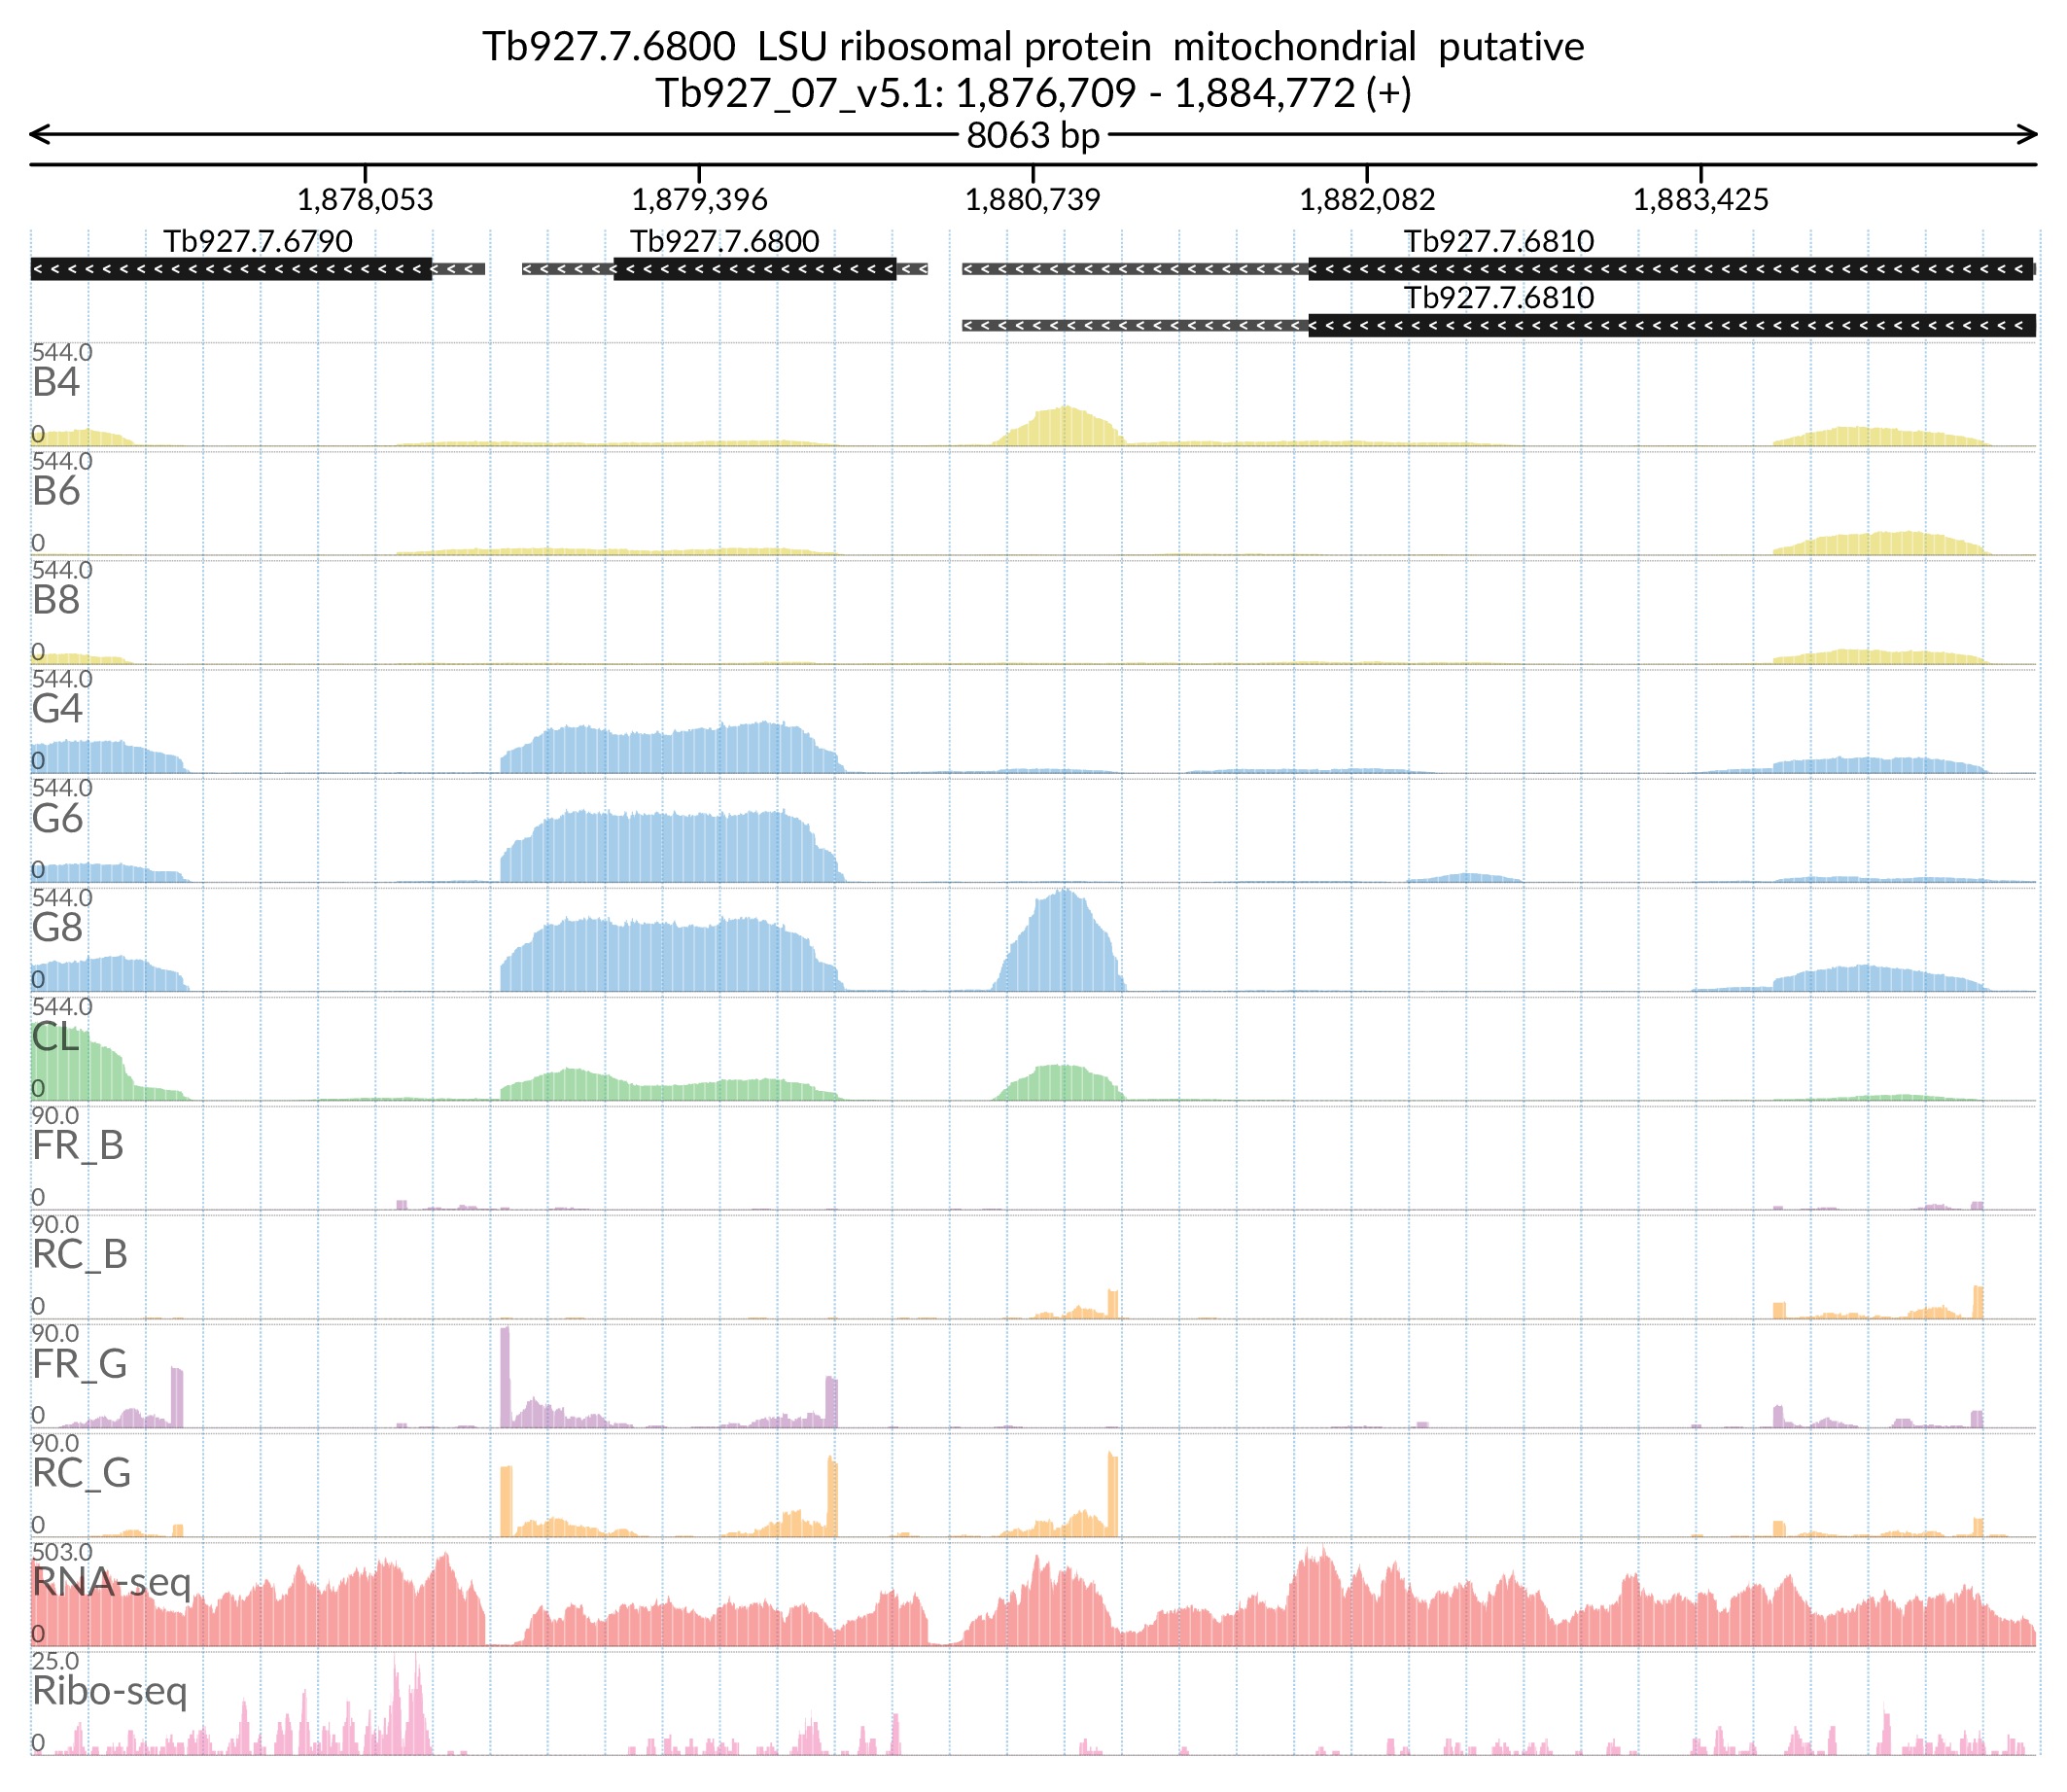 Tb927.7.6800 LSU ribosomal protein mitochondrial putative
Tb927_07_v5.1: 1,876,709 - 1,884,772 (+)
8063 bp
1,878,053 1,879,396 1,880,739 1,882,082 1,883,425
Tb927.7.6790 Tb927.7.6800 Tb927.7.6810
Tb927.7.6810
544.0
B4
0
544.0
B6
0
544.0
B8
0
544.0
G4
0
544.0
G6
0
544.0
G8
0
544.0
CL
0
90.0
FR_B
0
90.0
RC_B
0
90.0
FR_G
0
90.0
RC_G
0
503.0
RNA-seq
0
25.0
Ribo-seq
0